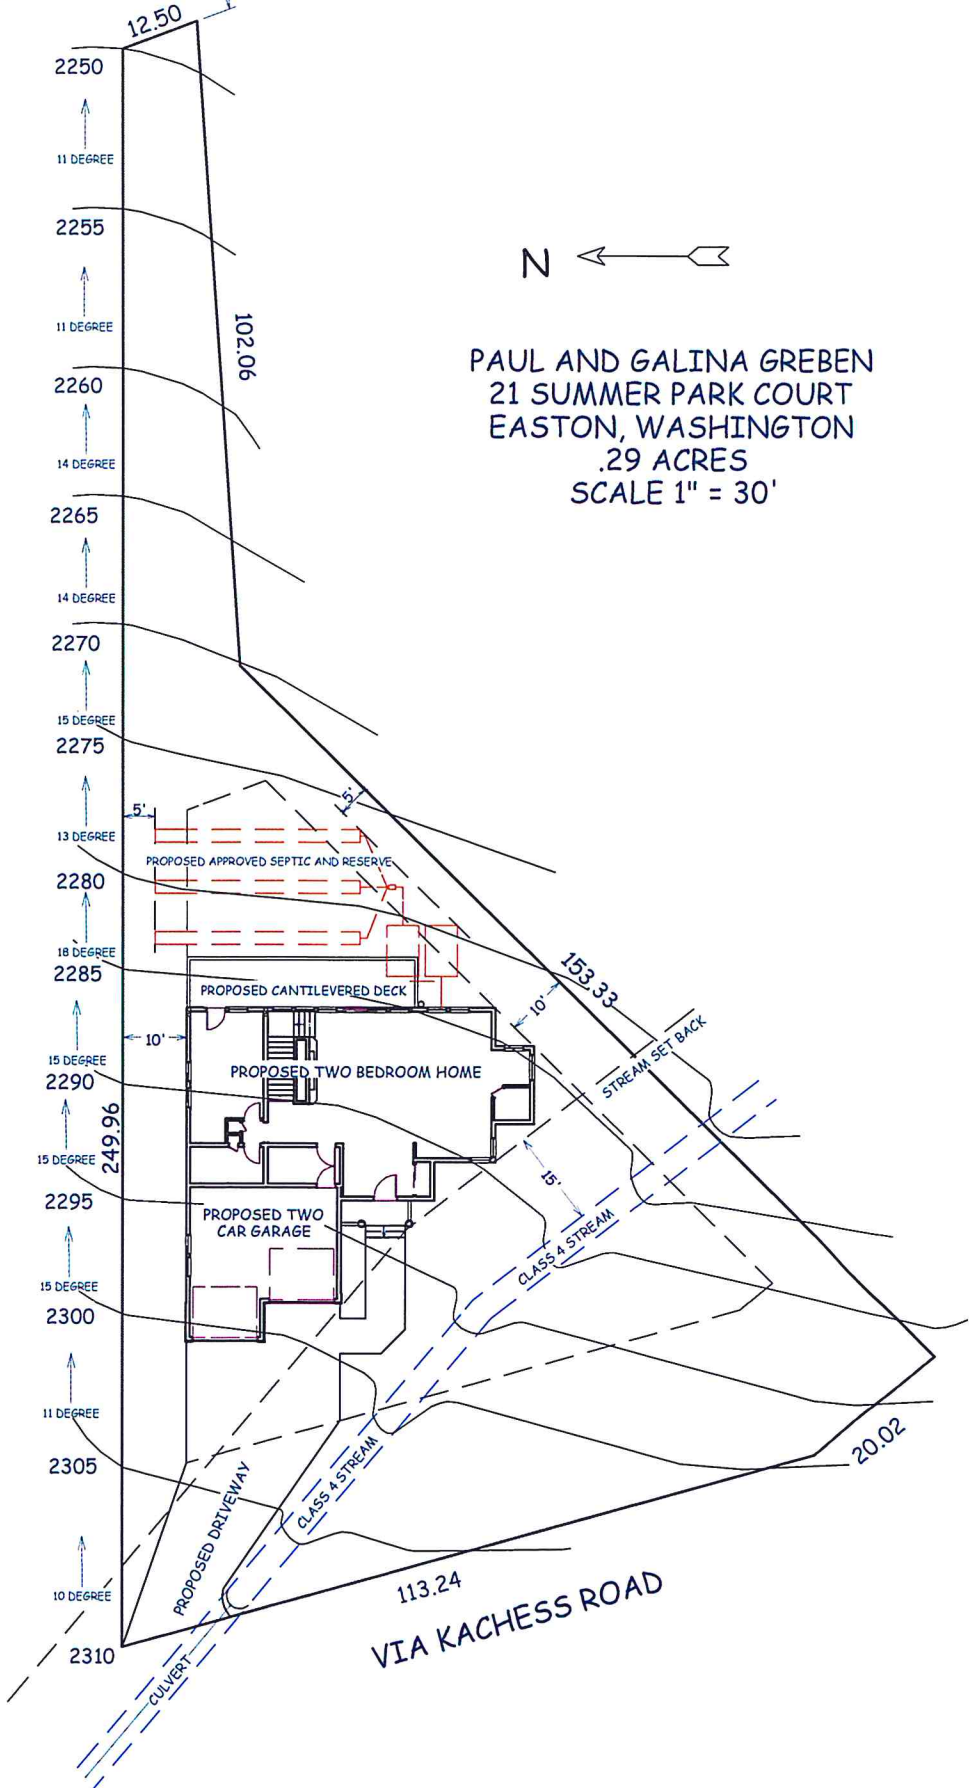 12.50
2250
11 DEGREE
2255
11 DEGREE
102.06
N
PAUL AND GALINA GREBEN
21 SUMMER PARK COURT
EASTON, WASHINGTON
.29 ACRES
SCALE 1" = 30'
2260
14 DEGREE
2265
14 DEGREE
2270
15 DEGREE
2275
5'
5'
13 DEGREE
PROPOSED APPROVED SEPTIC AND RESERVE
2280
18 DEGREE
2285
PROPOSED CANTILEVERED DECK
153.33
10'
10'
STREAM SET BACK
15 DEGREE
2290
PROPOSED TWO BEDROOM HOME
249.96
15 DEGREE
15'
2295
PROPOSED TWO
CAR GARAGE
CLASS 4 STREAM
15 DEGREE
2300
11 DEGREE
20.02
2305
CLASS 4 STREAM
PROPOSED DRIVEWAY
10 DEGREE
113.24
VIA KACHESS ROAD
2310
CULVERT